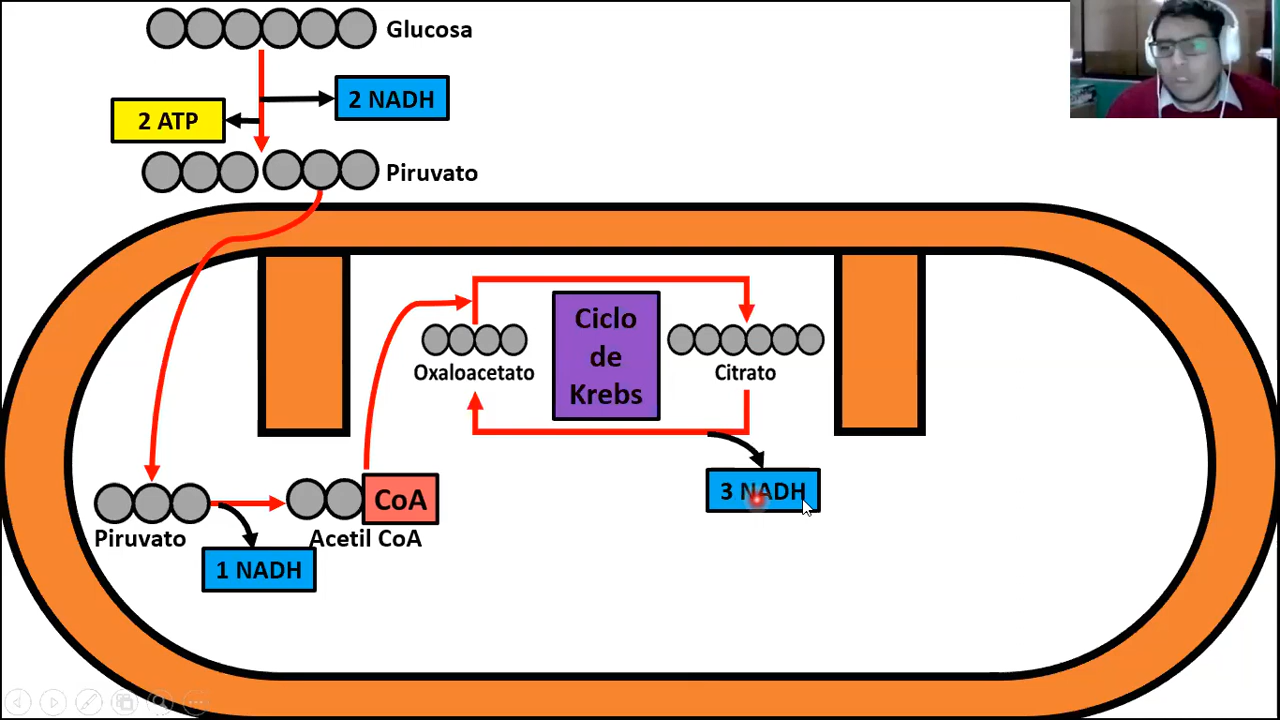 Glucosa
2 NADH
2 ATP
Piruvato
Ciclo
de
Krebs
Oxaloacetato
Citrato
3 NADH
CoA
Piruvato
Acetil CoA
1 NADH